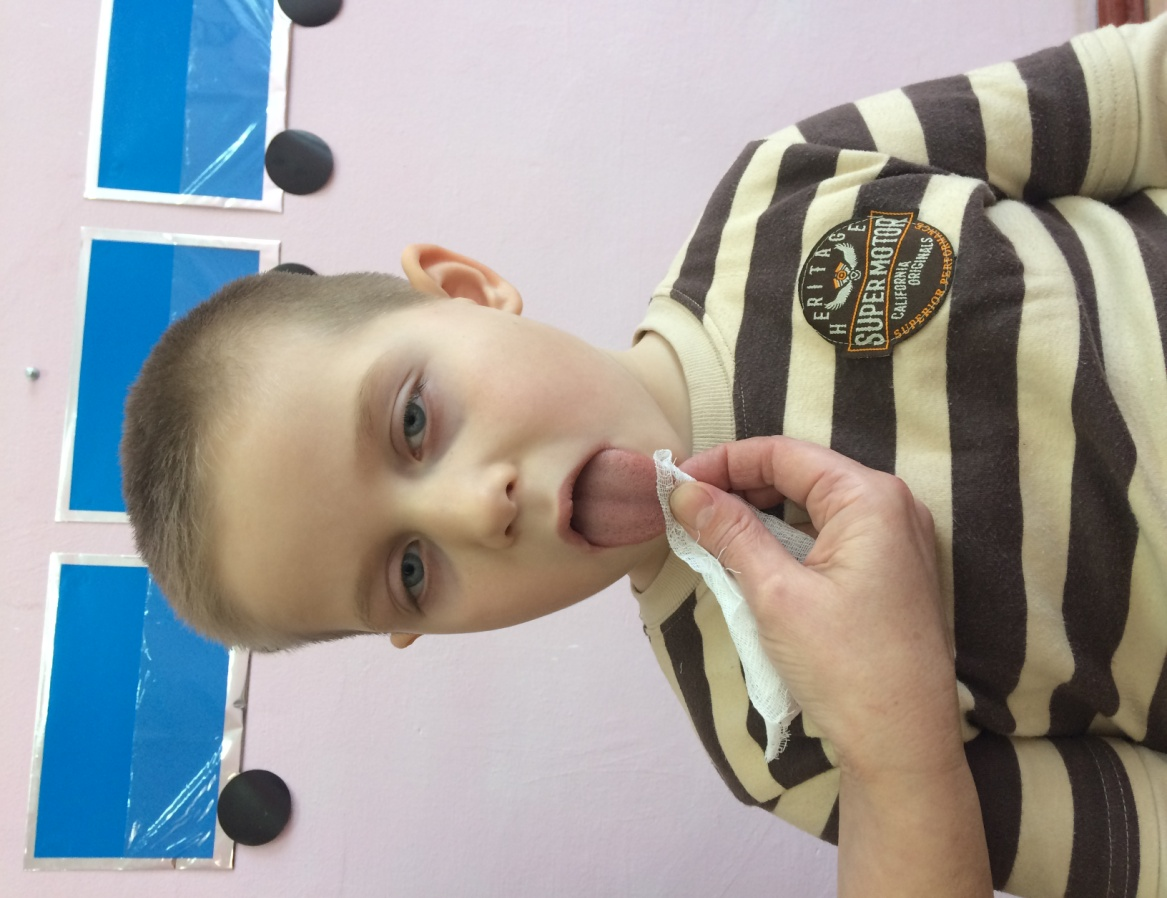 HERITAGE
SUPERMOTOR
CALIFORNIA
ORIGINALS
SUPERIOR PERFORMANCE